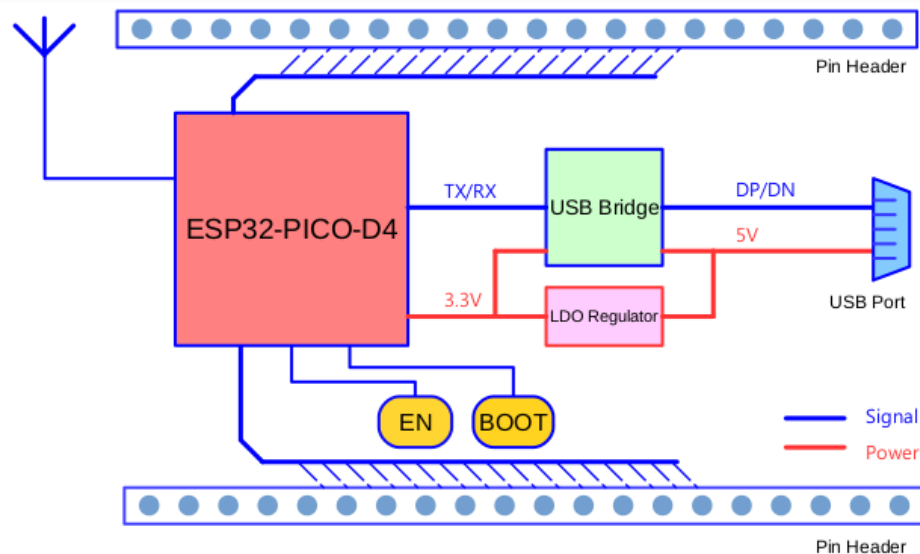 Pin Header
ESP32-PICO-D4
TX/RX
USB Bridge
DP/DN
5V
3.3V
LDO Regulator
USB Port
EN
BOOT
Signal
Power
Pin Header